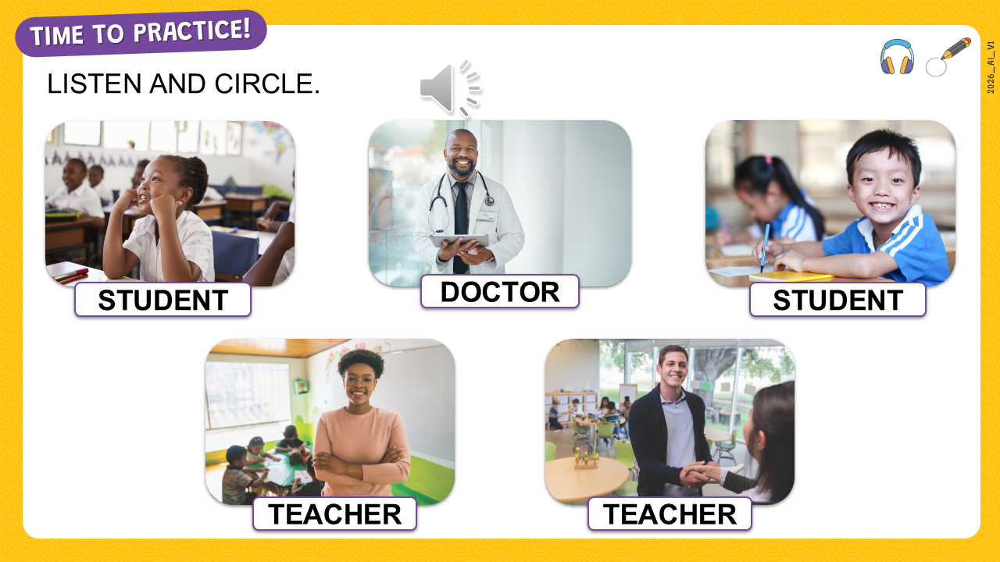 TIME TO PRACTICE!
2026_AI_V1
LISTEN AND CIRCLE.
STUDENT
DOCTOR
STUDENT
TEACHER
TEACHER